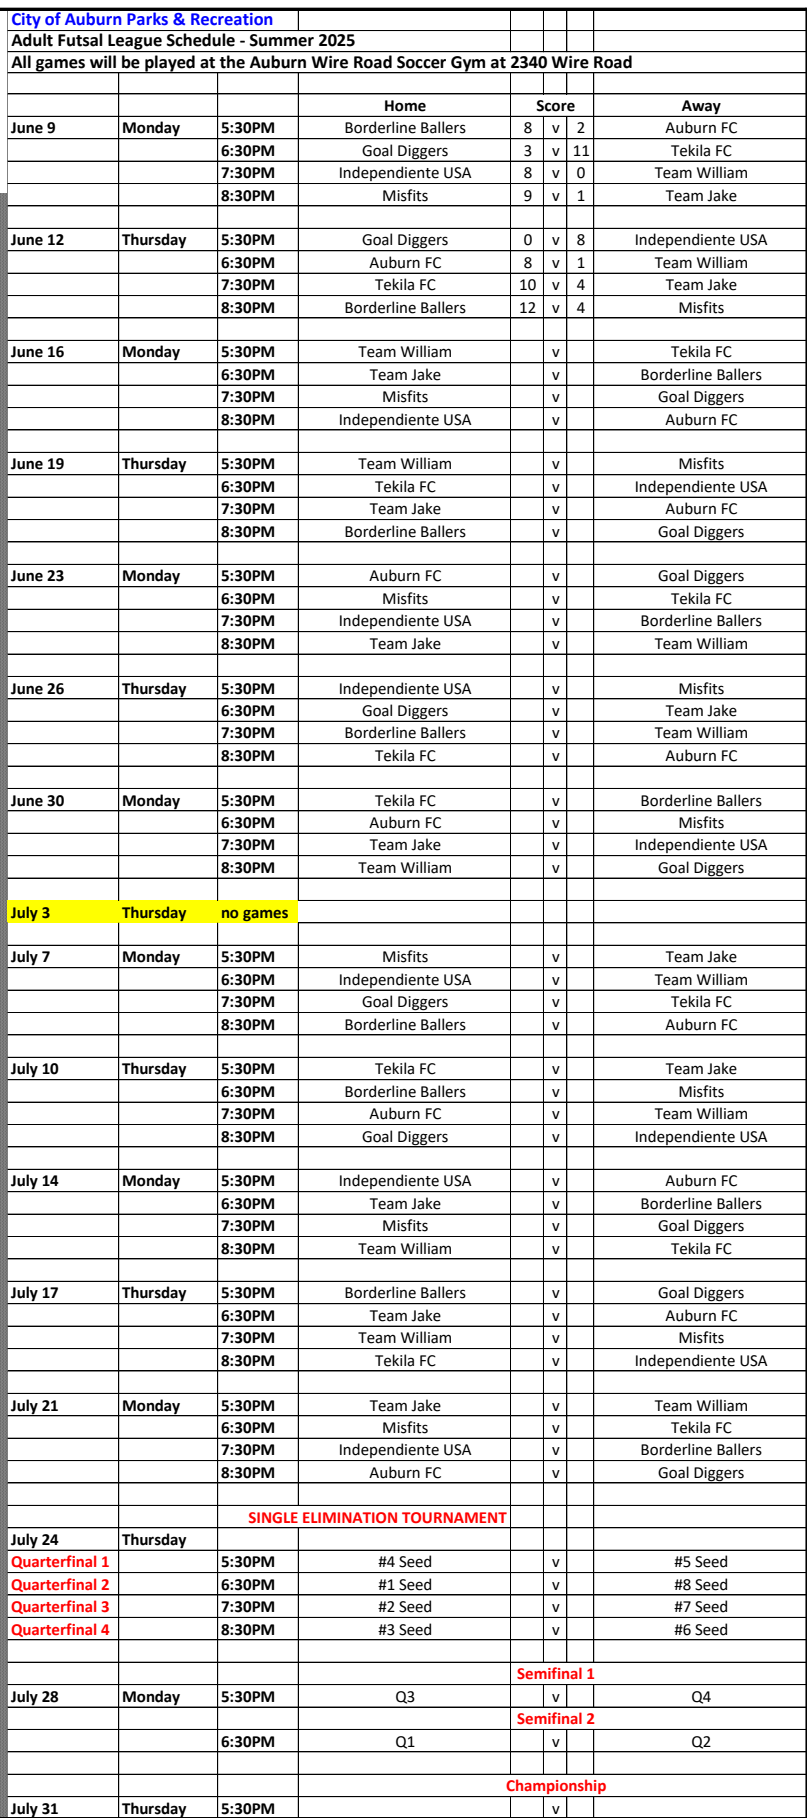 City of Auburn Parks & Recreation
Adult Futsal League Schedule - Summer 2025
All games will be played at the Auburn Wire Road Soccer Gym at 2340 Wire Road
Home Score Away
June 9 Monday 5:30PM Borderline Ballers 8 v 2 Auburn FC
6:30PM Goal Diggers 3 v 11 Tekila FC
7:30PM Independiente USA 8 v 0 Team William
8:30PM Misfits 9 v 1 Team Jake
June 12 Thursday 5:30PM Goal Diggers 0 v 8 Independiente USA
6:30PM Auburn FC 8 v 1 Team William
7:30PM Tekila FC 10 v 4 Team Jake
8:30PM Borderline Ballers 12 v 4 Misfits
June 16 Monday 5:30PM Team William v Tekila FC
6:30PM Team Jake v Borderline Ballers
7:30PM Misfits v Goal Diggers
8:30PM Independiente USA v Auburn FC
June 19 Thursday 5:30PM Team William v Misfits
6:30PM Tekila FC v Independiente USA
7:30PM Team Jake v Auburn FC
8:30PM Borderline Ballers v Goal Diggers
June 23 Monday 5:30PM Auburn FC v Goal Diggers
6:30PM Misfits v Tekila FC
7:30PM Independiente USA v Borderline Ballers
8:30PM Team Jake v Team William
June 26 Thursday 5:30PM Independiente USA v Misfits
6:30PM Goal Diggers v Team Jake
7:30PM Borderline Ballers v Team William
8:30PM Tekila FC v Auburn FC
June 30 Monday 5:30PM Tekila FC v Borderline Ballers
6:30PM Auburn FC v Misfits
7:30PM Team Jake v Independiente USA
8:30PM Team William v Goal Diggers
July 3 Thursday no games
July 7 Monday 5:30PM Misfits v Team Jake
6:30PM Independiente USA v Team William
7:30PM Goal Diggers v Tekila FC
8:30PM Borderline Ballers v Auburn FC
July 10 Thursday 5:30PM Tekila FC v Team Jake
6:30PM Borderline Ballers v Misfits
7:30PM Auburn FC v Team William
8:30PM Goal Diggers v Independiente USA
July 14 Monday 5:30PM Independiente USA v Auburn FC
6:30PM Team Jake v Borderline Ballers
7:30PM Misfits v Goal Diggers
8:30PM Team William v Tekila FC
July 17 Thursday 5:30PM Borderline Ballers v Goal Diggers
6:30PM Team Jake v Auburn FC
7:30PM Team William v Misfits
8:30PM Tekila FC v Independiente USA
July 21 Monday 5:30PM Team Jake v Team William
6:30PM Misfits v Tekila FC
7:30PM Independiente USA v Borderline Ballers
8:30PM Auburn FC v Goal Diggers
SINGLE ELIMINATION TOURNAMENT
July 24 Thursday
Quarterfinal 1 5:30PM #4 Seed v #5 Seed
Quarterfinal 2 6:30PM #1 Seed v #8 Seed
Quarterfinal 3 7:30PM #2 Seed v #7 Seed
Quarterfinal 4 8:30PM #3 Seed v #6 Seed
Semifinal 1
July 28 Monday 5:30PM Q3 v Q4
Semifinal 2
6:30PM Q1 v Q2
Championship
July 31 Thursday 5:30PM v